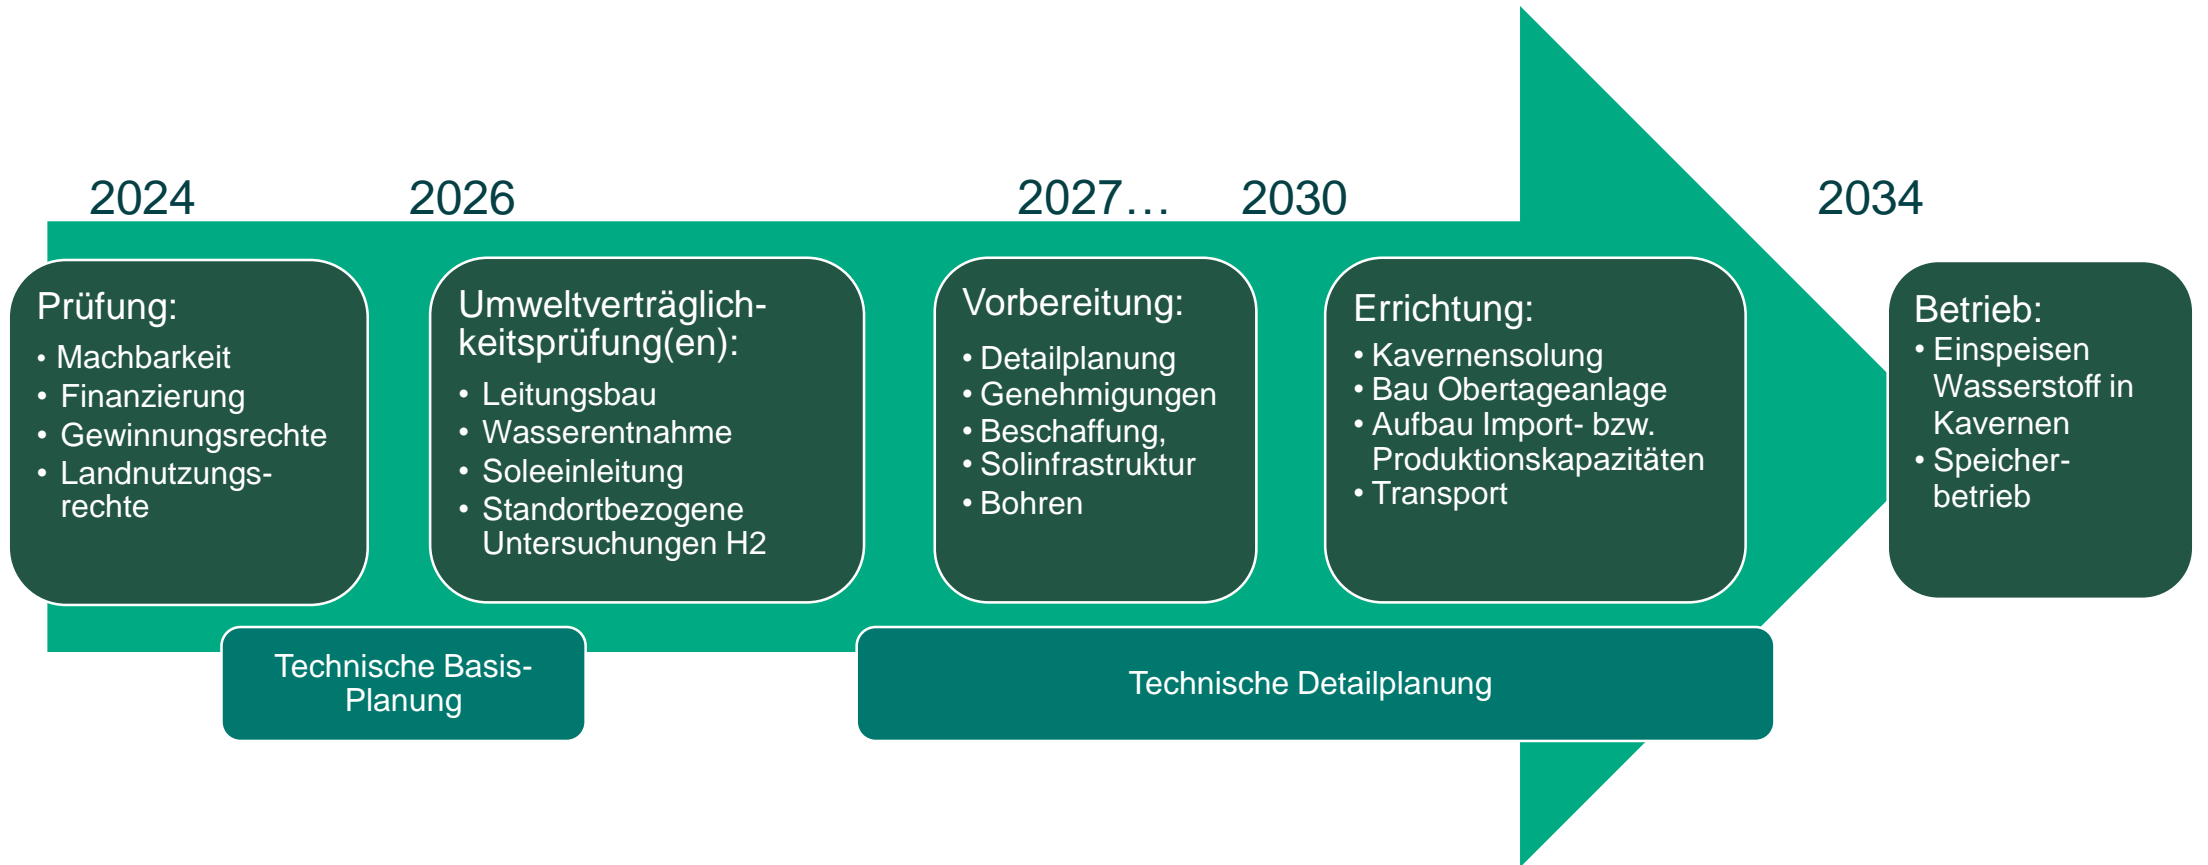 2024
2026
2027…
2030
2034
Prüfung:
• Machbarkeit
• Finanzierung
• Gewinnungsrechte
• Landnutzungs-
rechte
Umweltverträglich-
keitsprüfung(en):
• Leitungsbau
• Wasserentnahme
• Soleeinleitung
• Standortbezogene
Untersuchungen H2
Vorbereitung:
• Detailplanung
• Genehmigungen
• Beschaffung,
• Solinfrastruktur
• Bohren
Errichtung:
• Kavernensolung
• Bau Obertageanlage
• Aufbau Import- bzw.
Produktionskapazitäten
• Transport
Betrieb:
• Einspeisen
Wasserstoff in
Kavernen
• Speicher-
betrieb
Technische Basis-
Planung
Technische Detailplanung